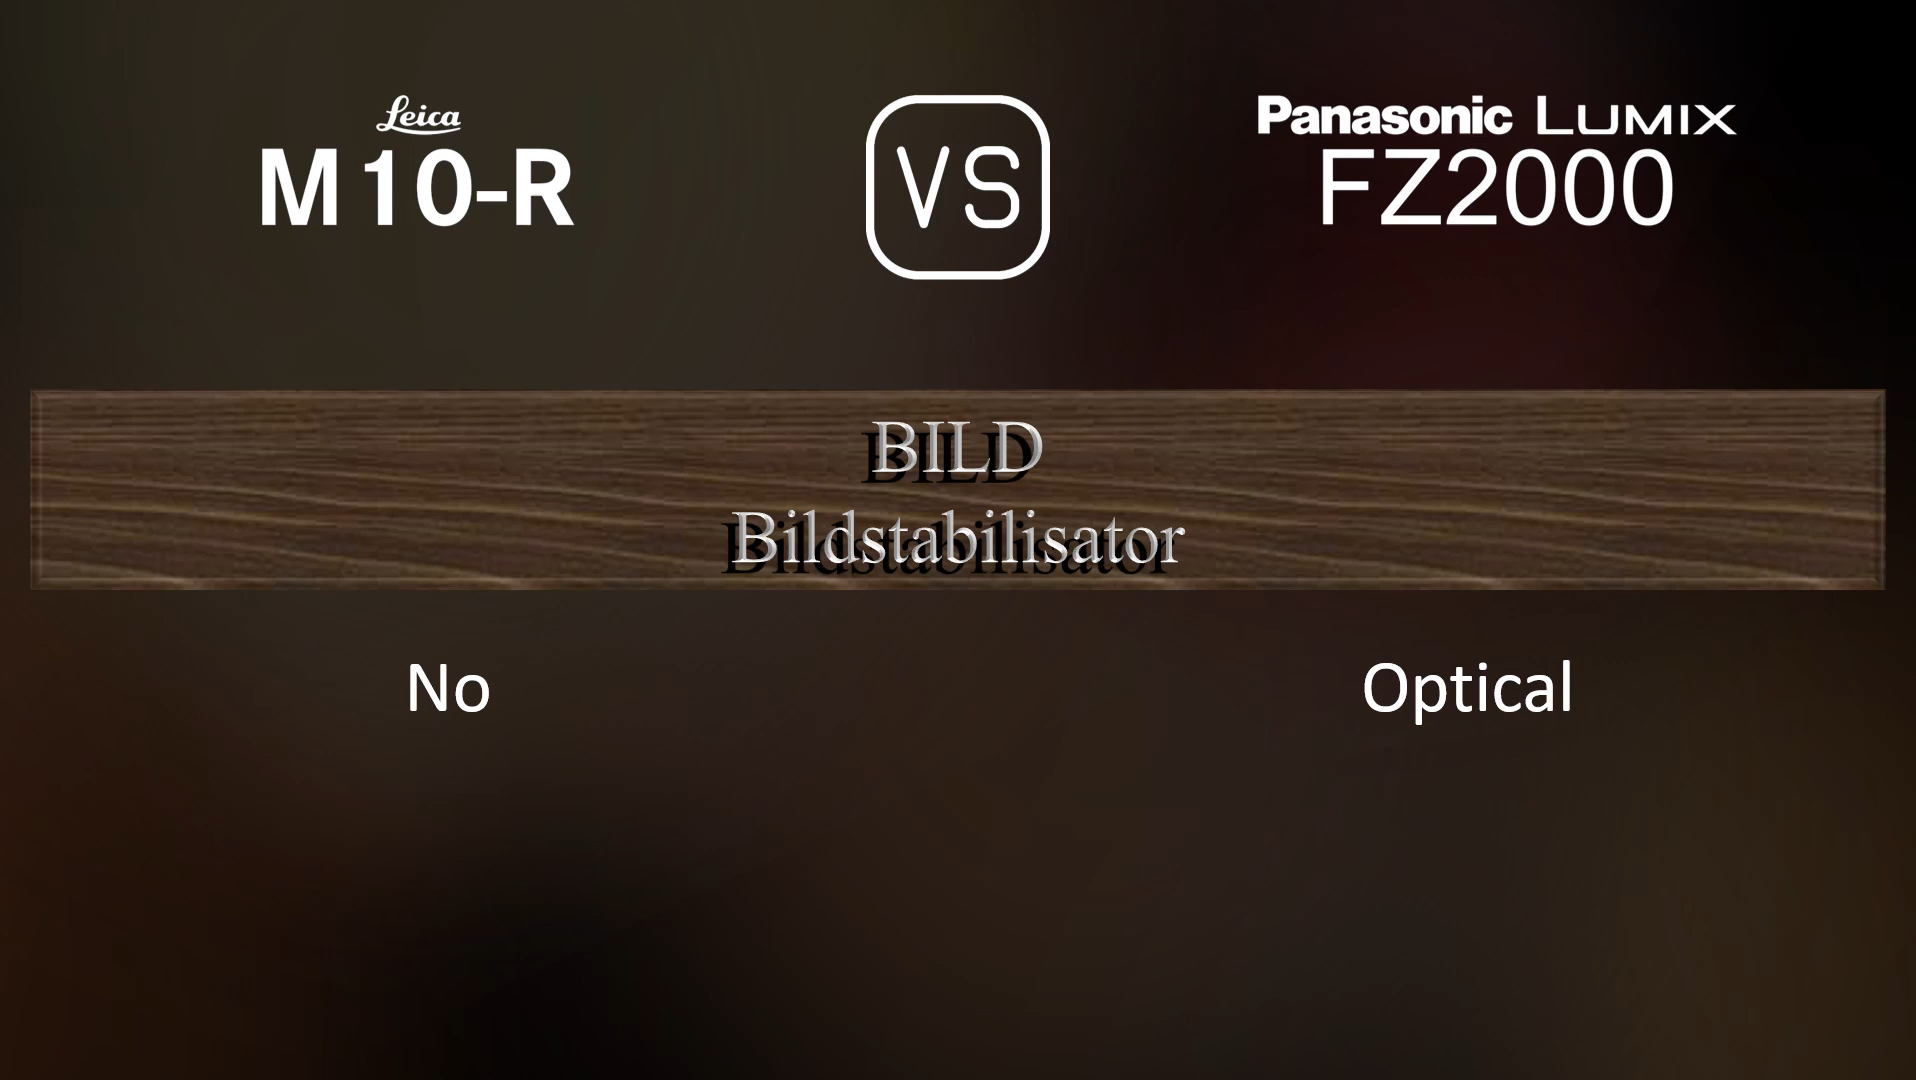 Leica
M10-R
VS
Panasonic LUMIX
FZ2000
BILD
Bildstabilisator
No
Optical